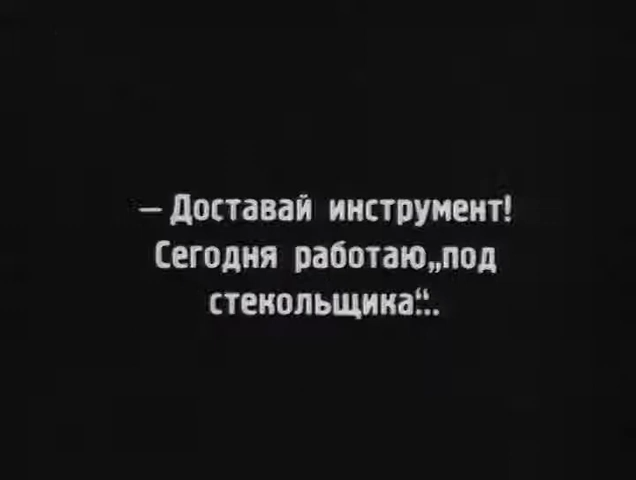 — Доставай инструмент!
Сегодня работаю„под
стекольщика“..